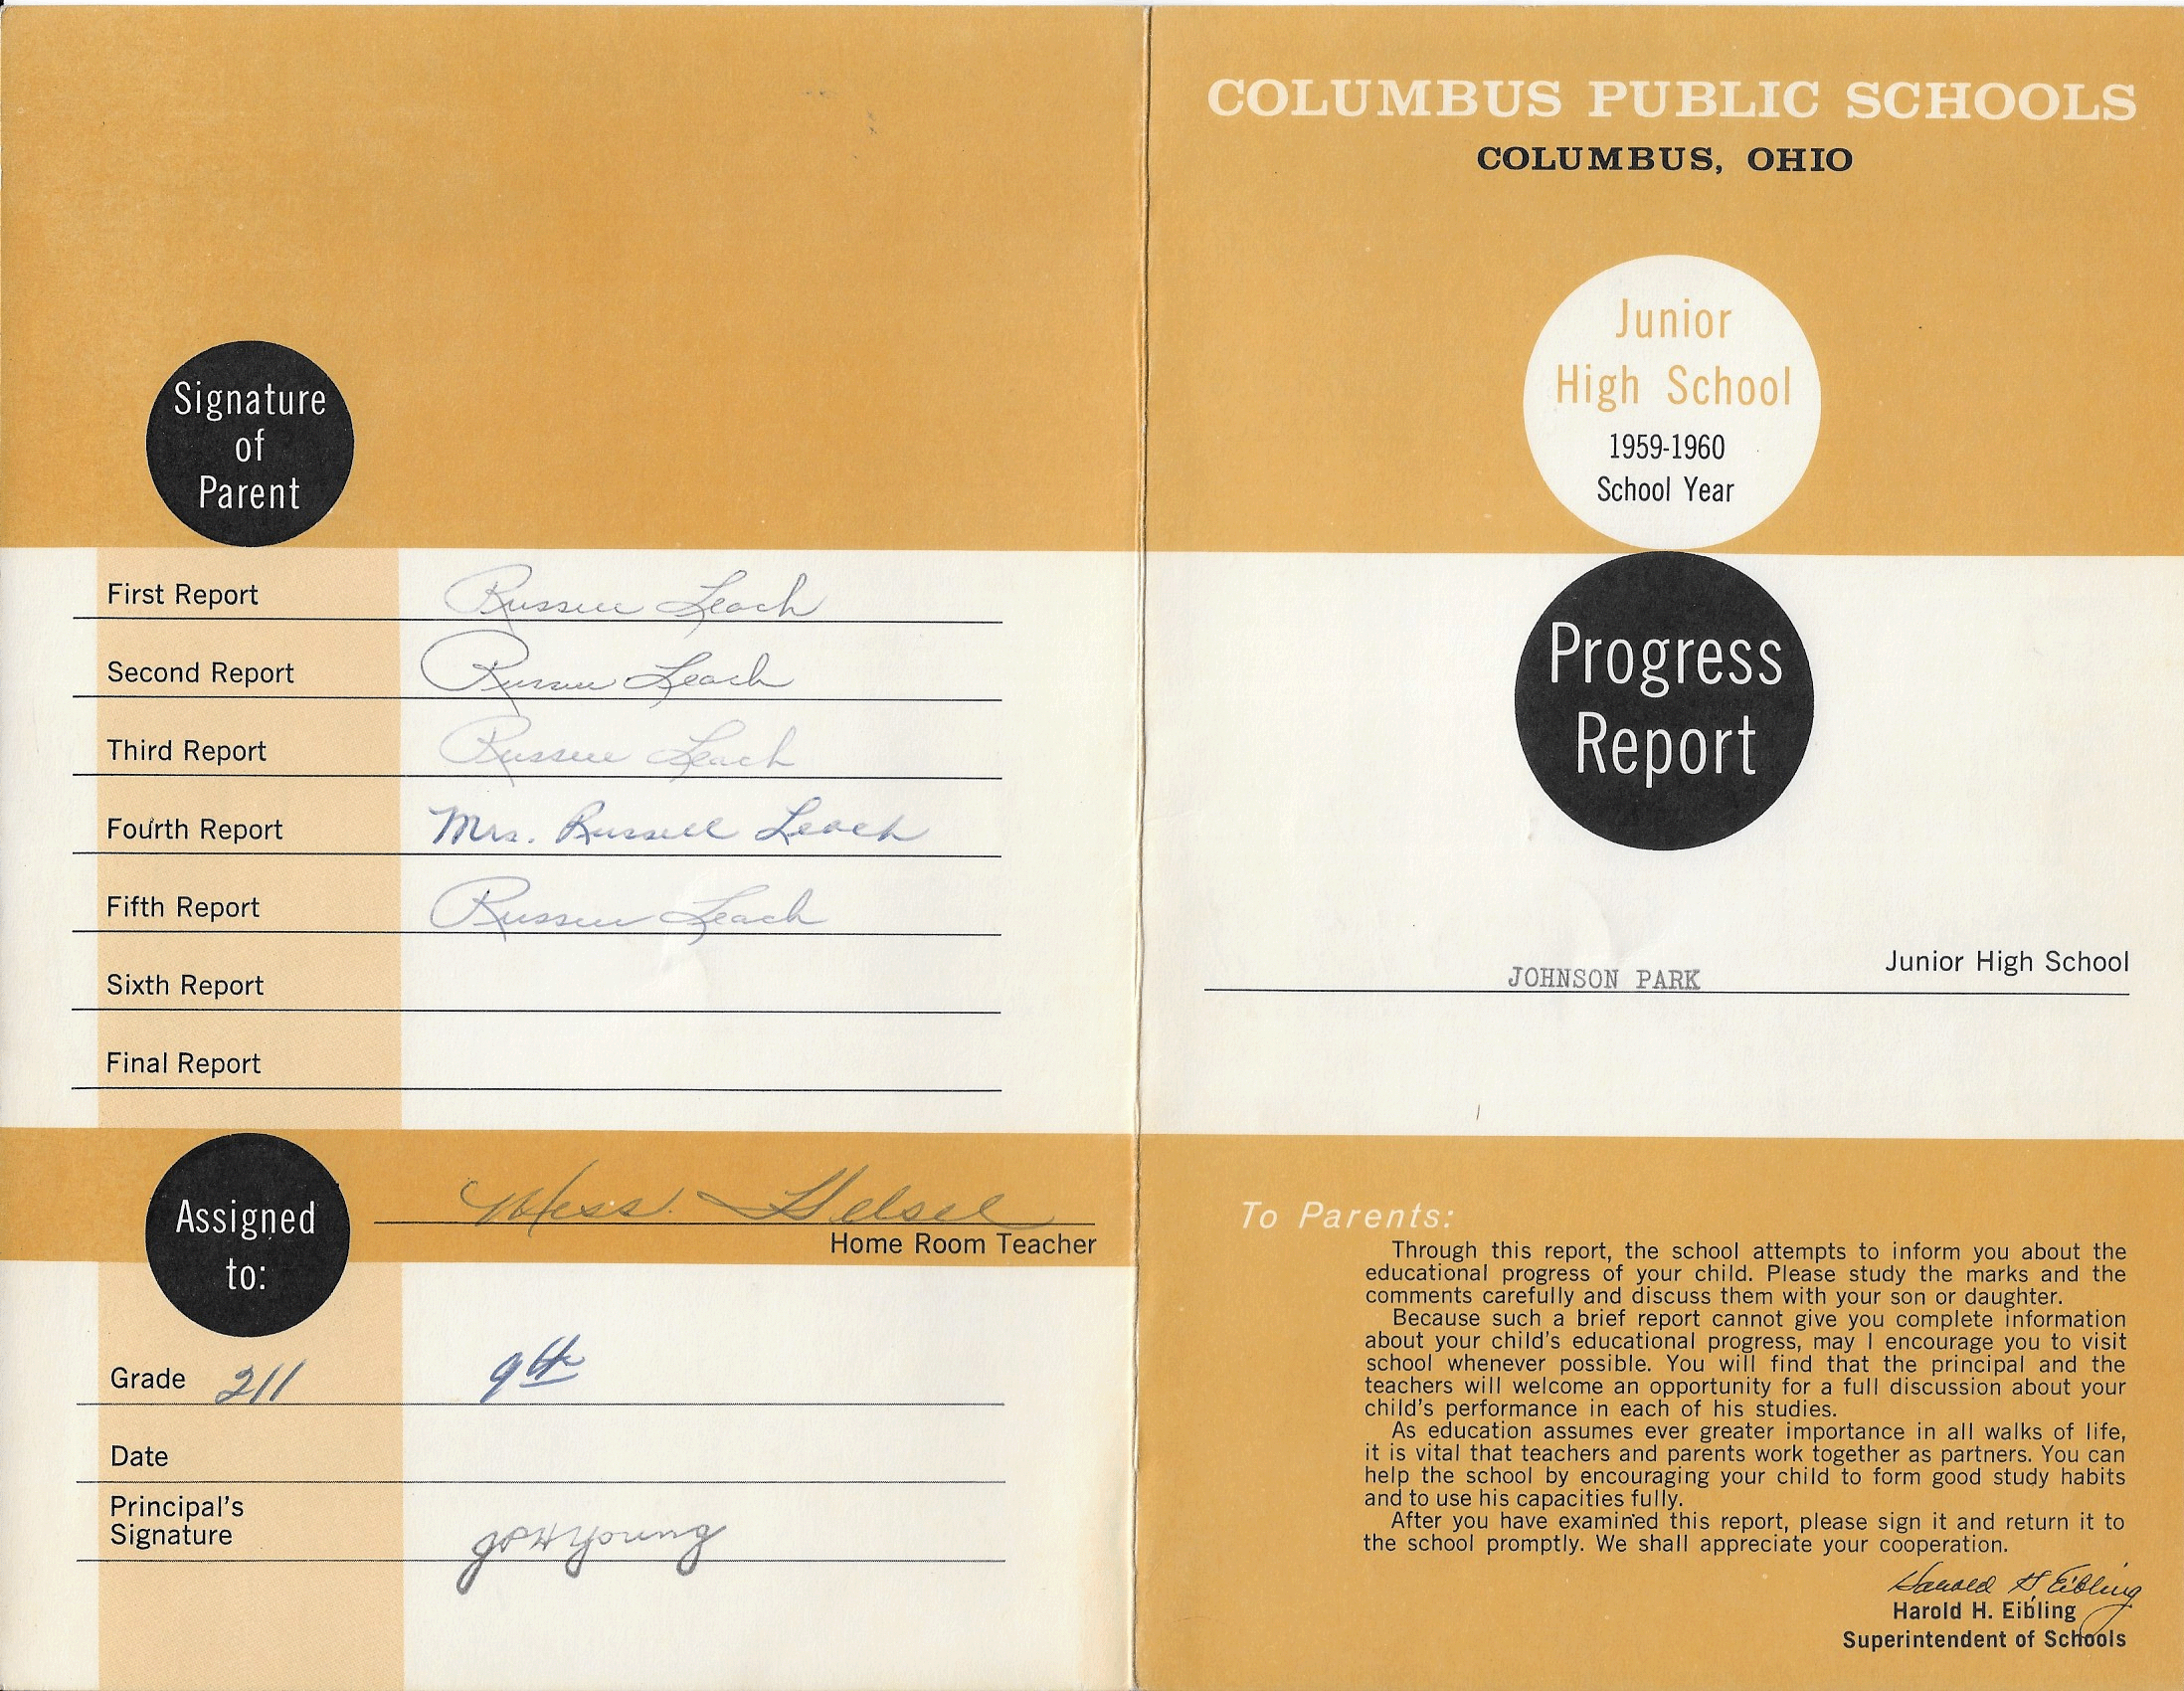 Signature
of
Parent
First Report Russell Leach
Second Report Russell Leach
Third Report Russell Leach
Fourth Report Mrs. Russell Leach
Fifth Report Russell Leach
Sixth Report
Final Report
Assigned
to:
Helsel
Home Room Teacher
Grade 211 9th
Date
Principal's
Signature
Young
COLUMBUS PUBLIC SCHOOLS
COLUMBUS, OHIO
Junior
High School
1959-1960
School Year
Progress
Report
JOHNSON PARK Junior High School
To Parents:
Through this report, the school attempts to inform you about the
educational progress of your child. Please study the marks and the
comments carefully and discuss them with your son or daughter.
Because such a brief report cannot give you complete information
about your child's educational progress, may I encourage you to visit
school whenever possible. You will find that the principal and the
teachers will welcome an opportunity for a full discussion about your
child's performance in each of his studies.
As education assumes ever greater importance in all walks of life,
it is vital that teachers and parents work together as partners. You can
help the school by encouraging your child to form good study habits
and to use his capacities fully.
After you have examined this report, please sign it and return it to
the school promptly. We shall appreciate your cooperation.
Harold H. Eibling
Harold H. Eibling
Superintendent of Schools